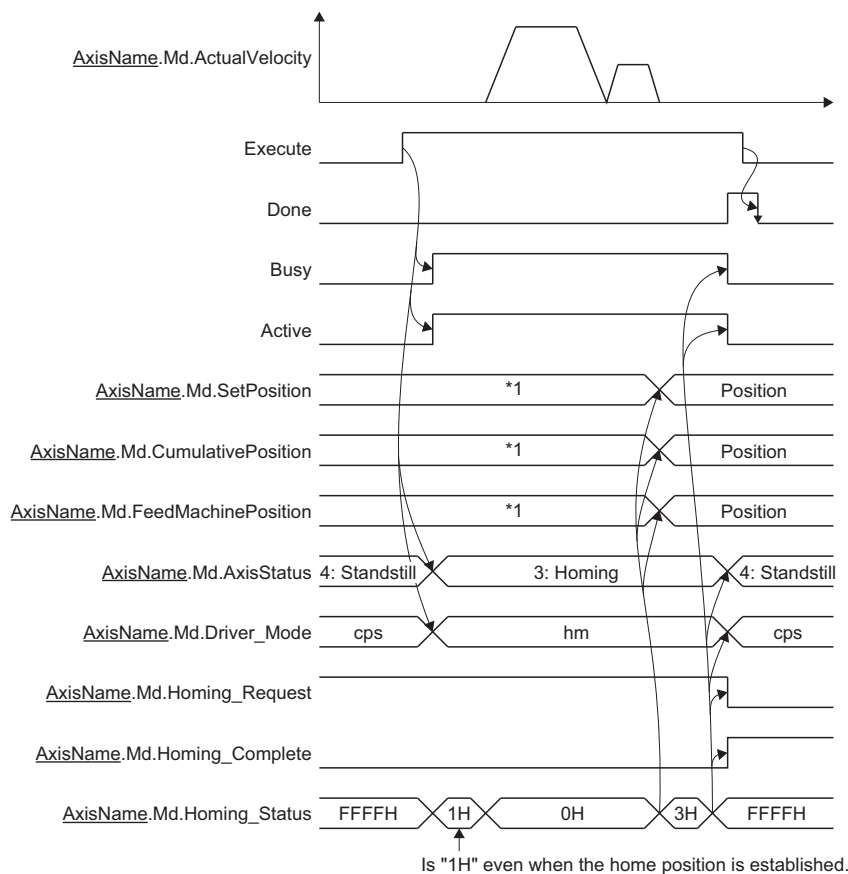 AxisName.Md.ActualVelocity
Execute
Done
Busy
Active
AxisName.Md.SetPosition *1 Position
AxisName.Md.CumulativePosition *1 Position
AxisName.Md.FeedMachinePosition *1 Position
AxisName.Md.AxisStatus 4: Standstill 3: Homing 4: Standstill
AxisName.Md.Driver_Mode cps hm cps
AxisName.Md.Homing_Request
AxisName.Md.Homing_Complete
AxisName.Md.Homing_Status FFFFH 1H 0H 3H FFFFH
Is "1H" even when the home position is established.